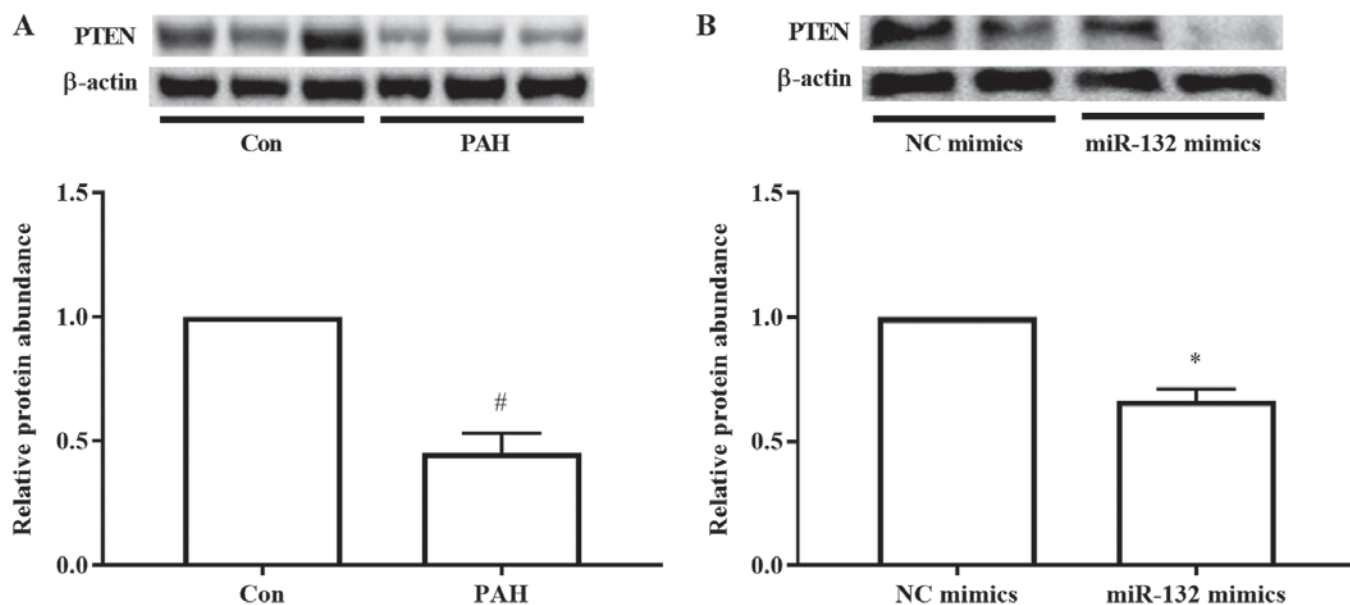 A
PTEN
β-actin
Con PAH
1.5
1.0
0.5
0.0
Relative protein abundance
#
Con PAH
B
PTEN
β-actin
NC mimics miR-132 mimics
1.5
1.0
0.5
0.0
Relative protein abundance
*
NC mimics miR-132 mimics